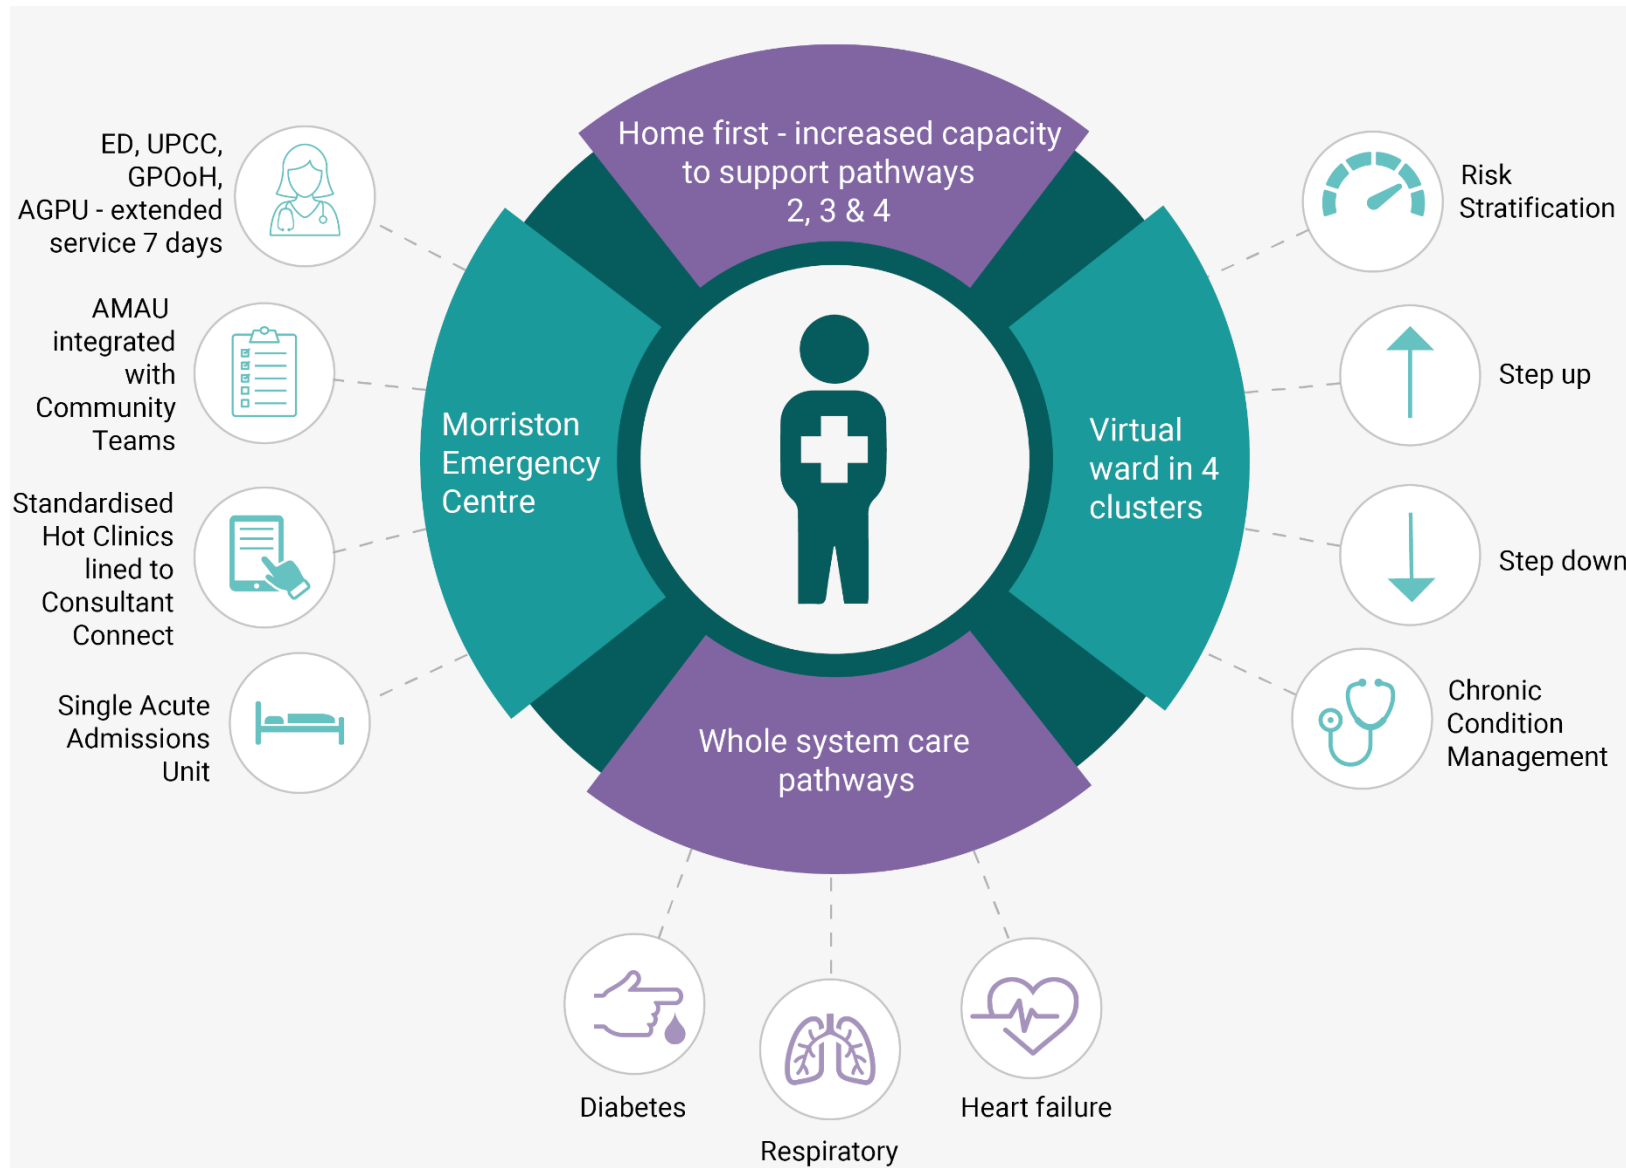 Home first - increased capacity
to support pathways
2, 3 & 4
ED, UPCC,
GPOoH,
AGPU - extended
service 7 days
AMAU
integrated
with
Community
Teams
Standardised
Hot Clinics
lined to
Consultant
Connect
Single Acute
Admissions
Unit
Morriston
Emergency
Centre
Virtual
ward in 4
clusters
Risk
Stratification
Step up
Step down
Chronic
Condition
Management
Whole system care
pathways
Diabetes
Respiratory
Heart failure